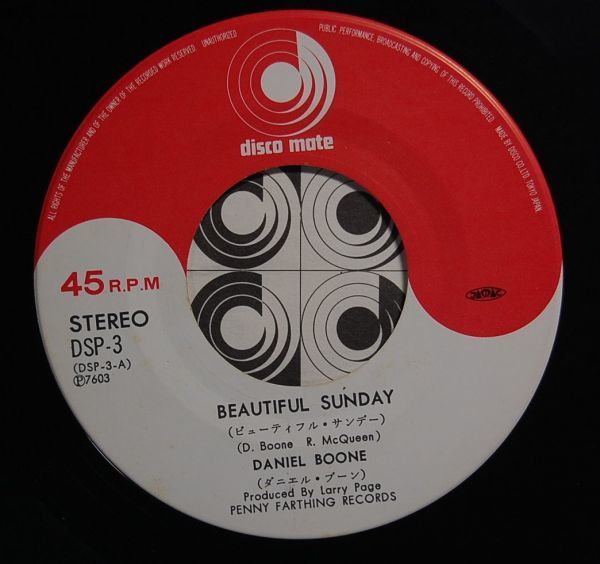 ALL RIGHTS OF THE MANUFACTURER AND OF THE OWNER OF THE RECORDED WORK RESERVED UNAUTHORIZED
PUBLIC PERFORMANCE, BROADCASTING AND COPYING OF THIS RECORD PROHIBITED
MADE BY DISCO CO., LTD. TOKYO, JAPAN
disco mate
45 R.P.M
STEREO
DSP-3
(DSP-3-A)
Ⓟ7603
BEAUTIFUL SUNDAY
(ビューティフル・サンデー)
(D. Boone R. McQueen)
DANIEL BOONE
(ダニエル・ブーン)
Produced By Larry Page
PENNY FARTHING RECORDS